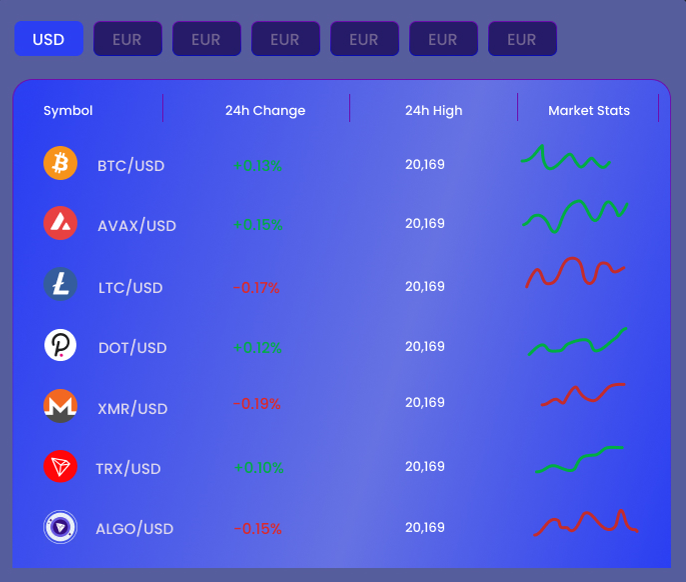 USD EUR EUR EUR EUR EUR EUR
Symbol 24h Change 24h High Market Stats
BTC/USD +0.13% 20,169
AVAX/USD +0.15% 20,169
LTC/USD -0.17% 20,169
DOT/USD +0.12% 20,169
XMR/USD -0.19% 20,169
TRX/USD +0.10% 20,169
ALGO/USD -0.15% 20,169